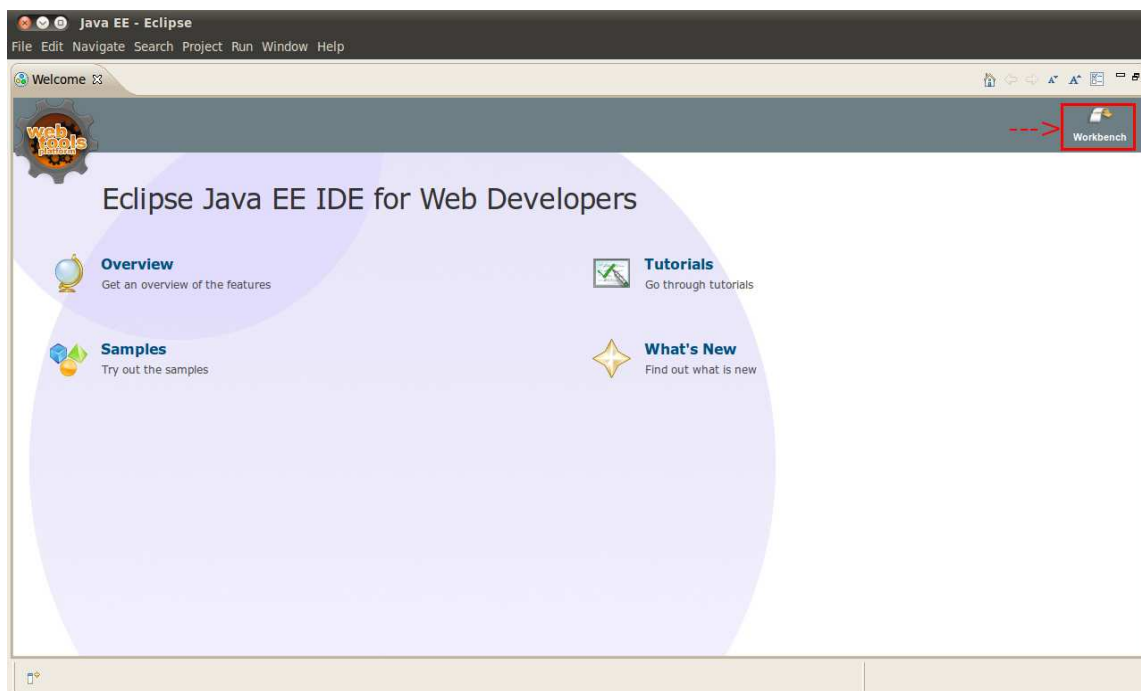 Java EE - Eclipse
File Edit Navigate Search Project Run Window Help
Welcome
--->
Workbench
web
tools
platform
Eclipse Java EE IDE for Web Developers
Overview
Get an overview of the features
Tutorials
Go through tutorials
Samples
Try out the samples
What's New
Find out what is new